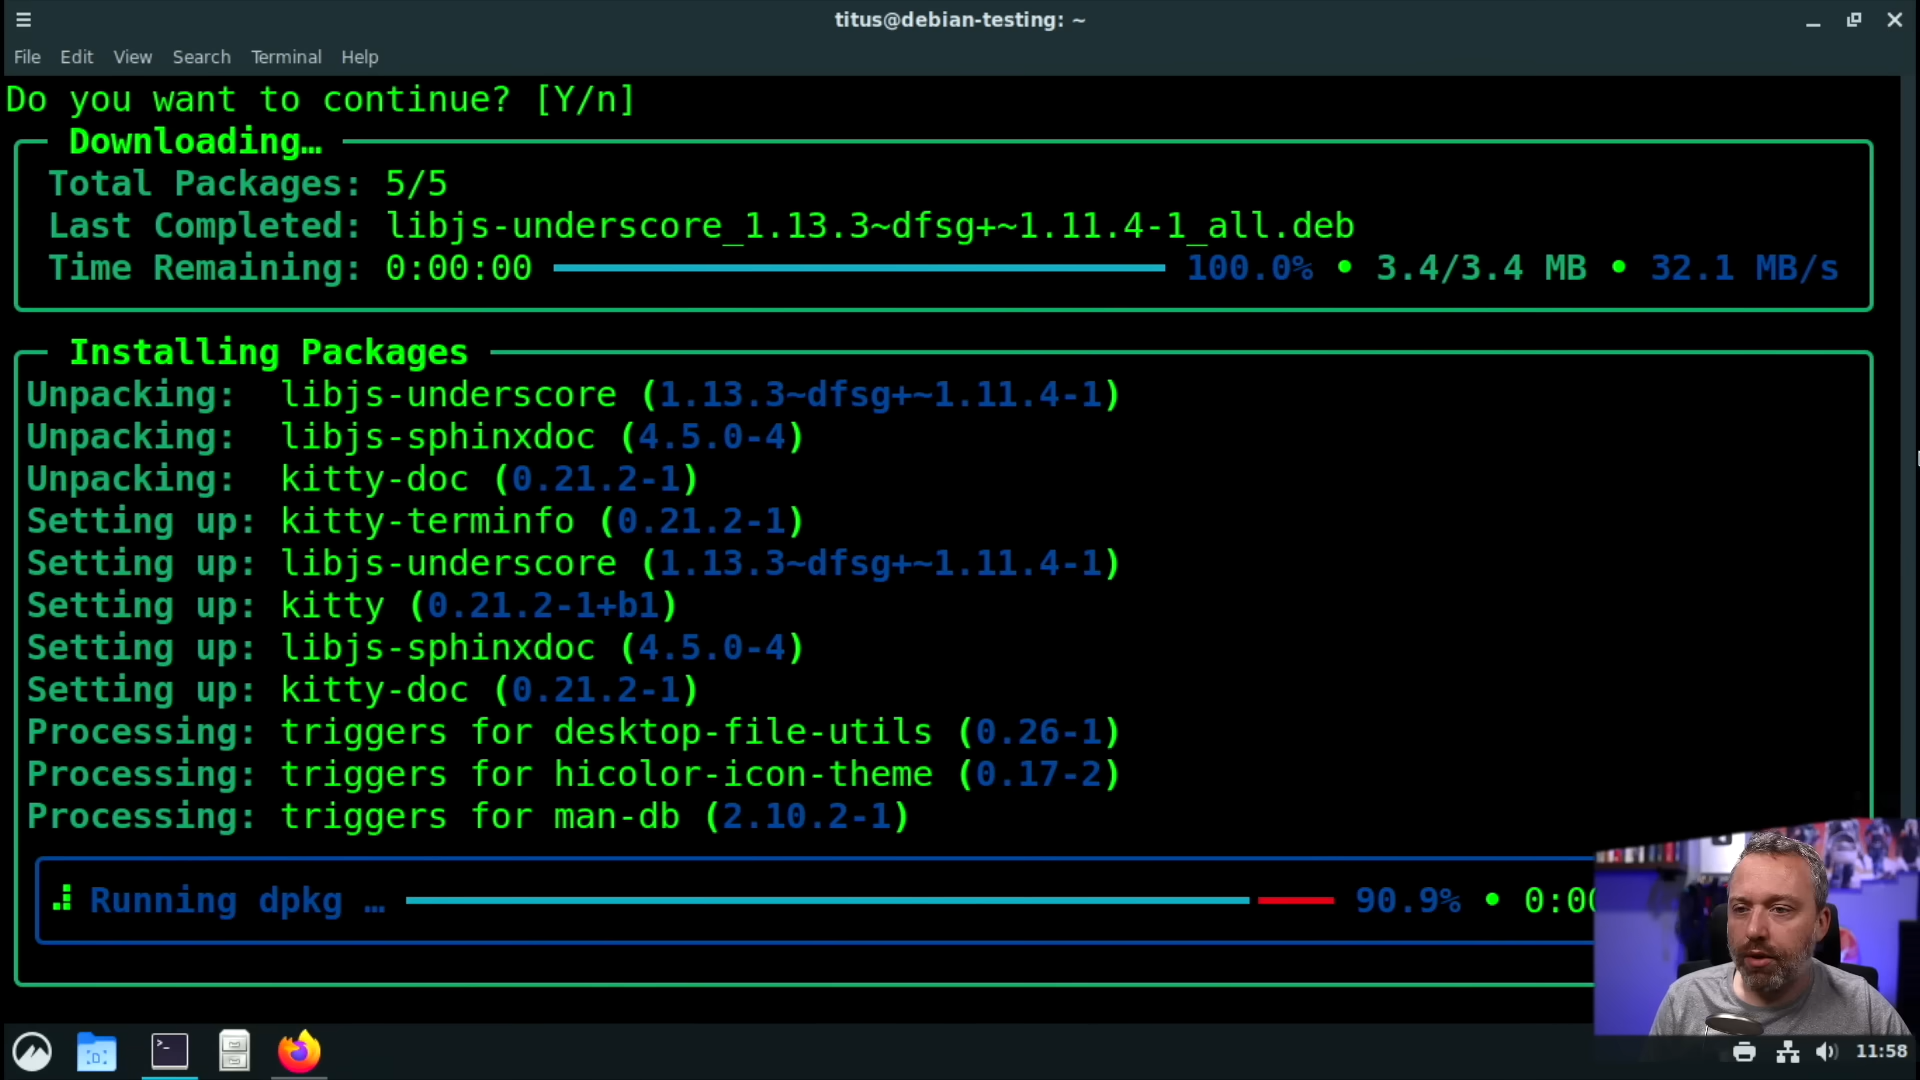 titus@debian-testing: ~
File Edit View Search Terminal Help
Do you want to continue? [Y/n]
Downloading…
Total Packages: 5/5
Last Completed: libjs-underscore_1.13.3~dfsg+~1.11.4-1_all.deb
Time Remaining: 0:00:00 100.0% • 3.4/3.4 MB • 32.1 MB/s
Installing Packages
Unpacking: libjs-underscore (1.13.3~dfsg+~1.11.4-1)
Unpacking: libjs-sphinxdoc (4.5.0-4)
Unpacking: kitty-doc (0.21.2-1)
Setting up: kitty-terminfo (0.21.2-1)
Setting up: libjs-underscore (1.13.3~dfsg+~1.11.4-1)
Setting up: kitty (0.21.2-1+b1)
Setting up: libjs-sphinxdoc (4.5.0-4)
Setting up: kitty-doc (0.21.2-1)
Processing: triggers for desktop-file-utils (0.26-1)
Processing: triggers for hicolor-icon-theme (0.17-2)
Processing: triggers for man-db (2.10.2-1)
Running dpkg … 90.9% • 0:00
11:58